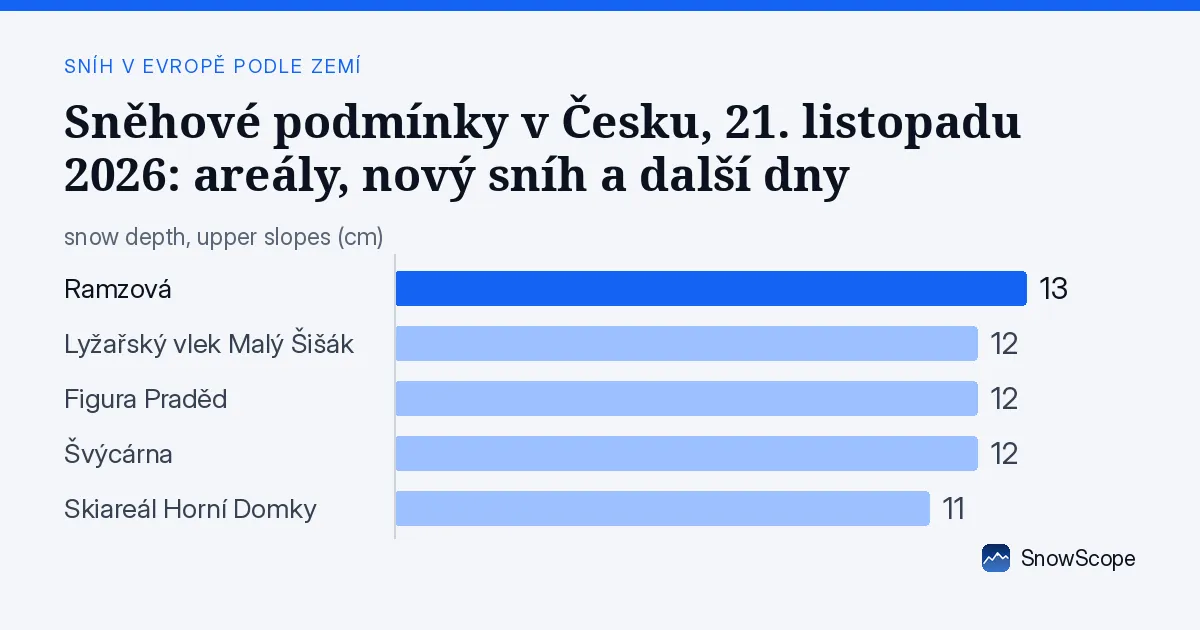 SNÍH V EVROPĚ PODLE ZEMÍ
Sněhové podmínky v Česku, 21. listopadu
2026: areály, nový sníh a další dny
snow depth, upper slopes (cm)
Ramzová 13
Lyžařský vlek Malý Šišák 12
Figura Praděd 12
Švýcárna 12
Skiareál Horní Domky 11
SnowScope